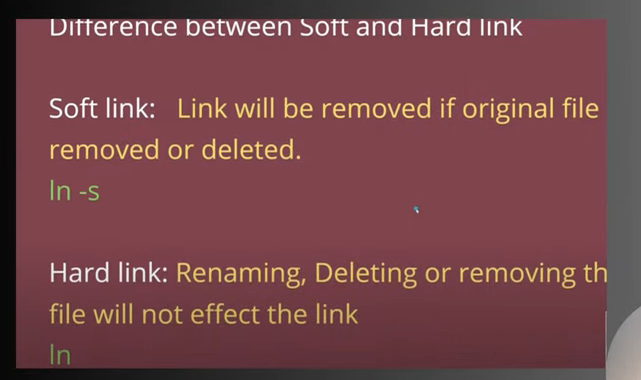 Difference between Soft and Hard link
Soft link: Link will be removed if original file
removed or deleted.
ln -s
Hard link: Renaming, Deleting or removing th
file will not effect the link
ln